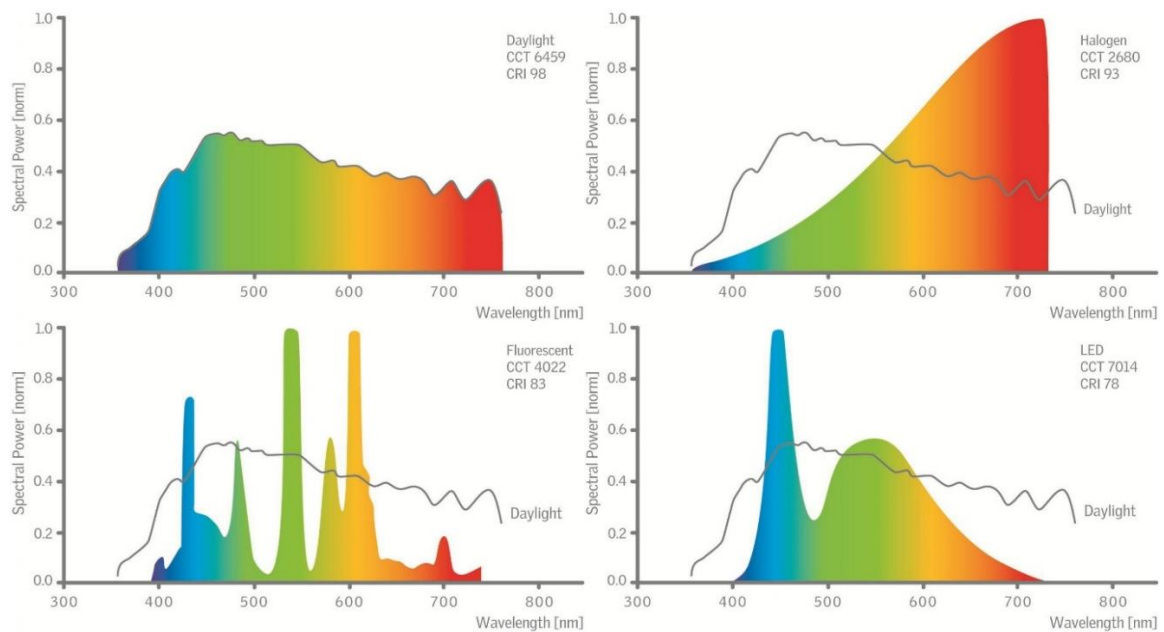 1.0
0.8
0.6
0.4
0.2
0.0
Spectral Power [norm]
Daylight
CCT 6459
CRI 98
300 400 500 600 700 800
Wavelength [nm]
1.0
0.8
0.6
0.4
0.2
0.0
Spectral Power [norm]
Halogen
CCT 2680
CRI 93
Daylight
300 400 500 600 700 800
Wavelength [nm]
1.0
0.8
0.6
0.4
0.2
0.0
Spectral Power [norm]
Fluorescent
CCT 4022
CRI 83
Daylight
300 400 500 600 700 800
Wavelength [nm]
1.0
0.8
0.6
0.4
0.2
0.0
Spectral Power [norm]
LED
CCT 7014
CRI 78
Daylight
300 400 500 600 700 800
Wavelength [nm]